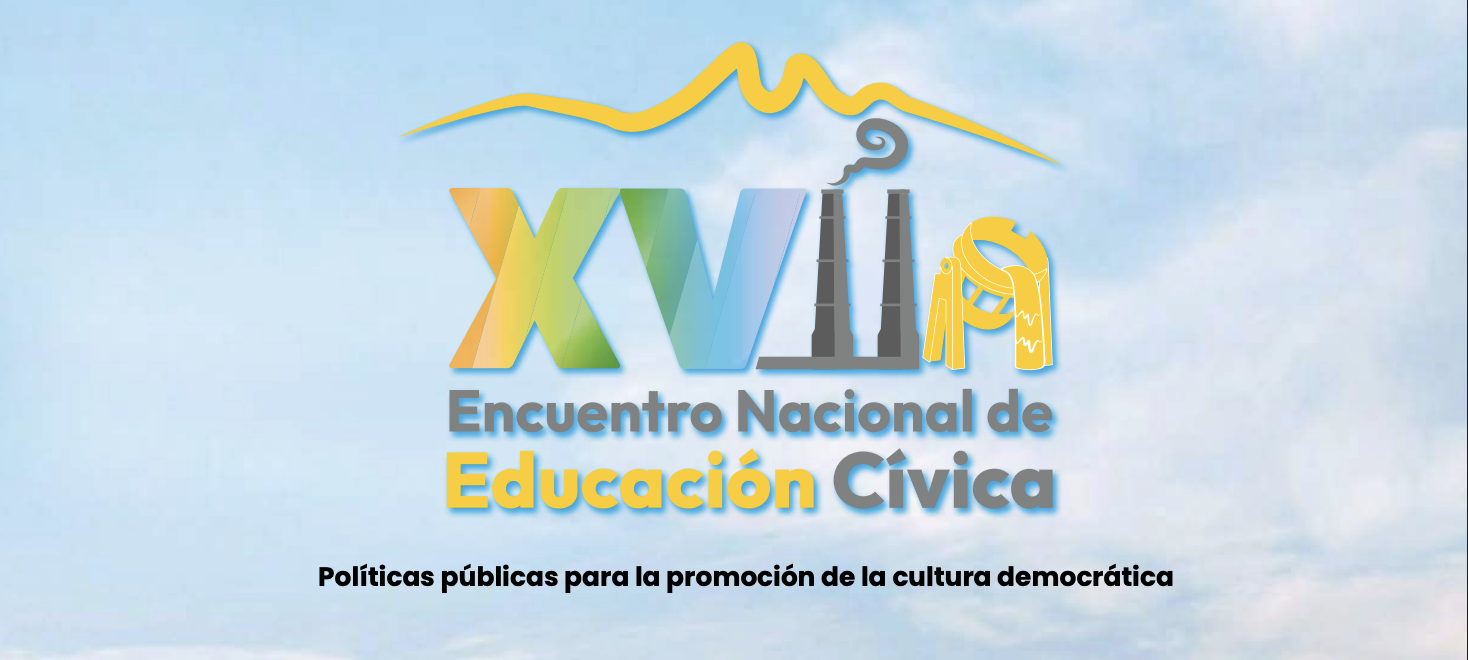 XVII
Encuentro Nacional de
Educación Cívica
Políticas públicas para la promoción de la cultura democrática